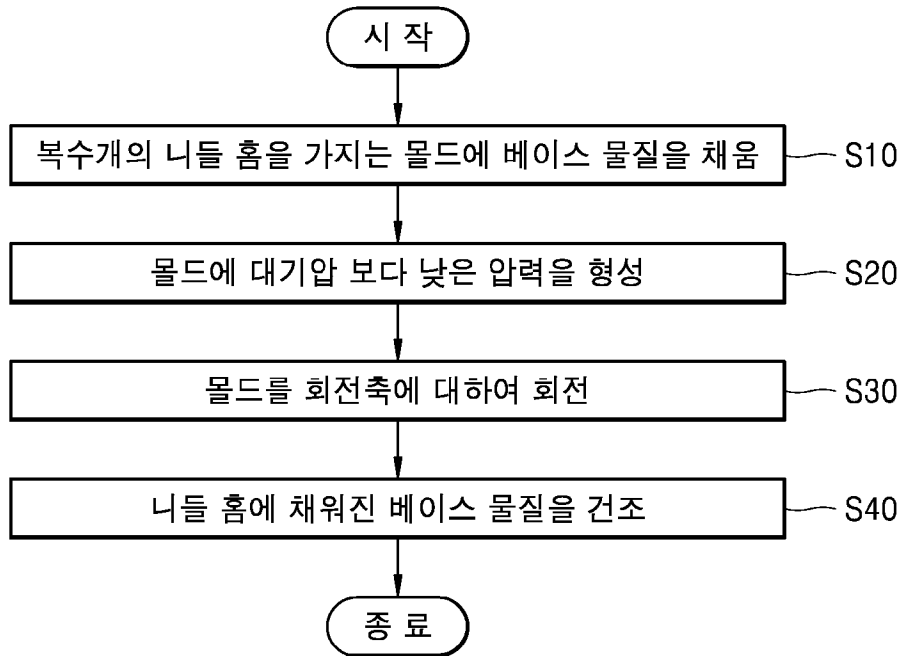 시 작
복수개의 니들 홈을 가지는 몰드에 베이스 물질을 채움 S10
몰드에 대기압 보다 낮은 압력을 형성 S20
몰드를 회전축에 대하여 회전 S30
니들 홈에 채워진 베이스 물질을 건조 S40
종 료